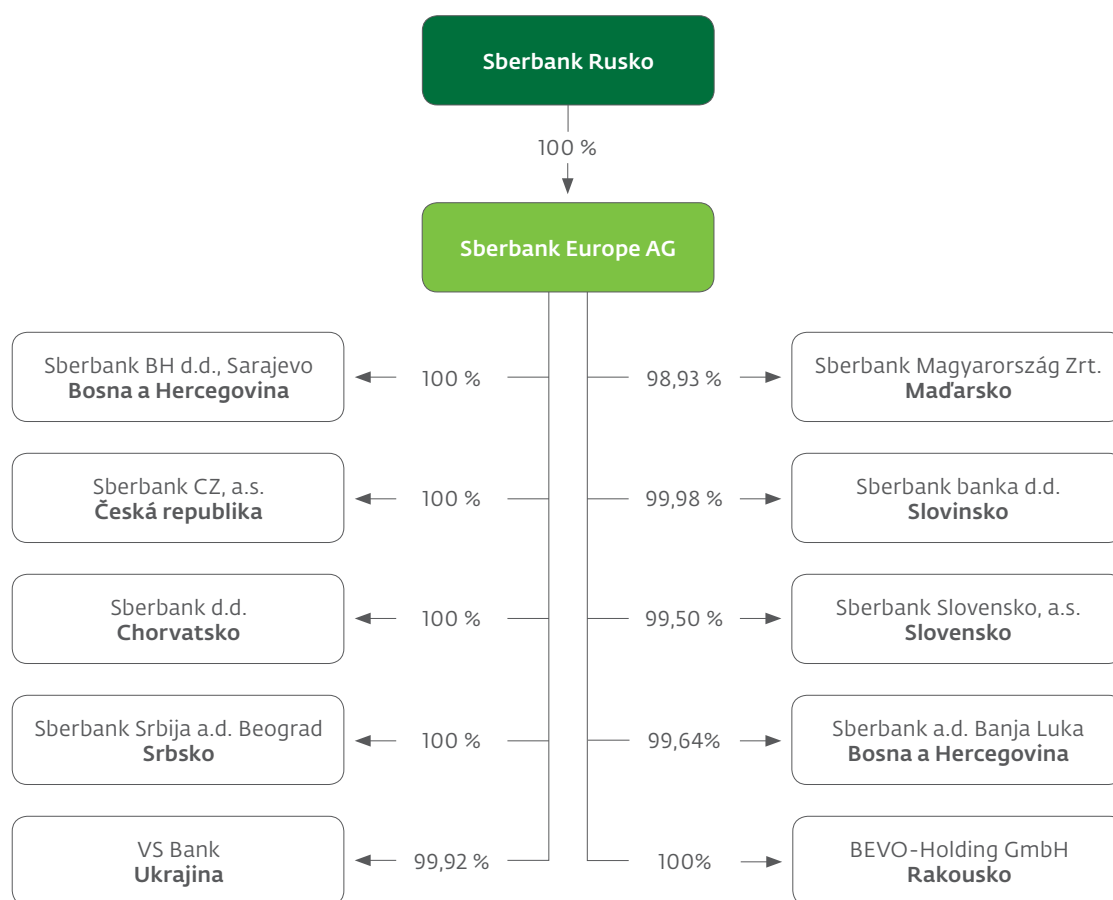 Sberbank Rusko
100 %
Sberbank Europe AG
Sberbank BH d.d., Sarajevo
Bosna a Hercegovina
100 %
98,93 %
Sberbank Magyarország Zrt.
Maďarsko
Sberbank CZ, a.s.
Česká republika
100 %
99,98 %
Sberbank banka d.d.
Slovinsko
Sberbank d.d.
Chorvatsko
100 %
99,50 %
Sberbank Slovensko, a.s.
Slovensko
Sberbank Srbija a.d. Beograd
Srbsko
100 %
99,64%
Sberbank a.d. Banja Luka
Bosna a Hercegovina
VS Bank
Ukrajina
99,92 %
100%
BEVO-Holding GmbH
Rakousko